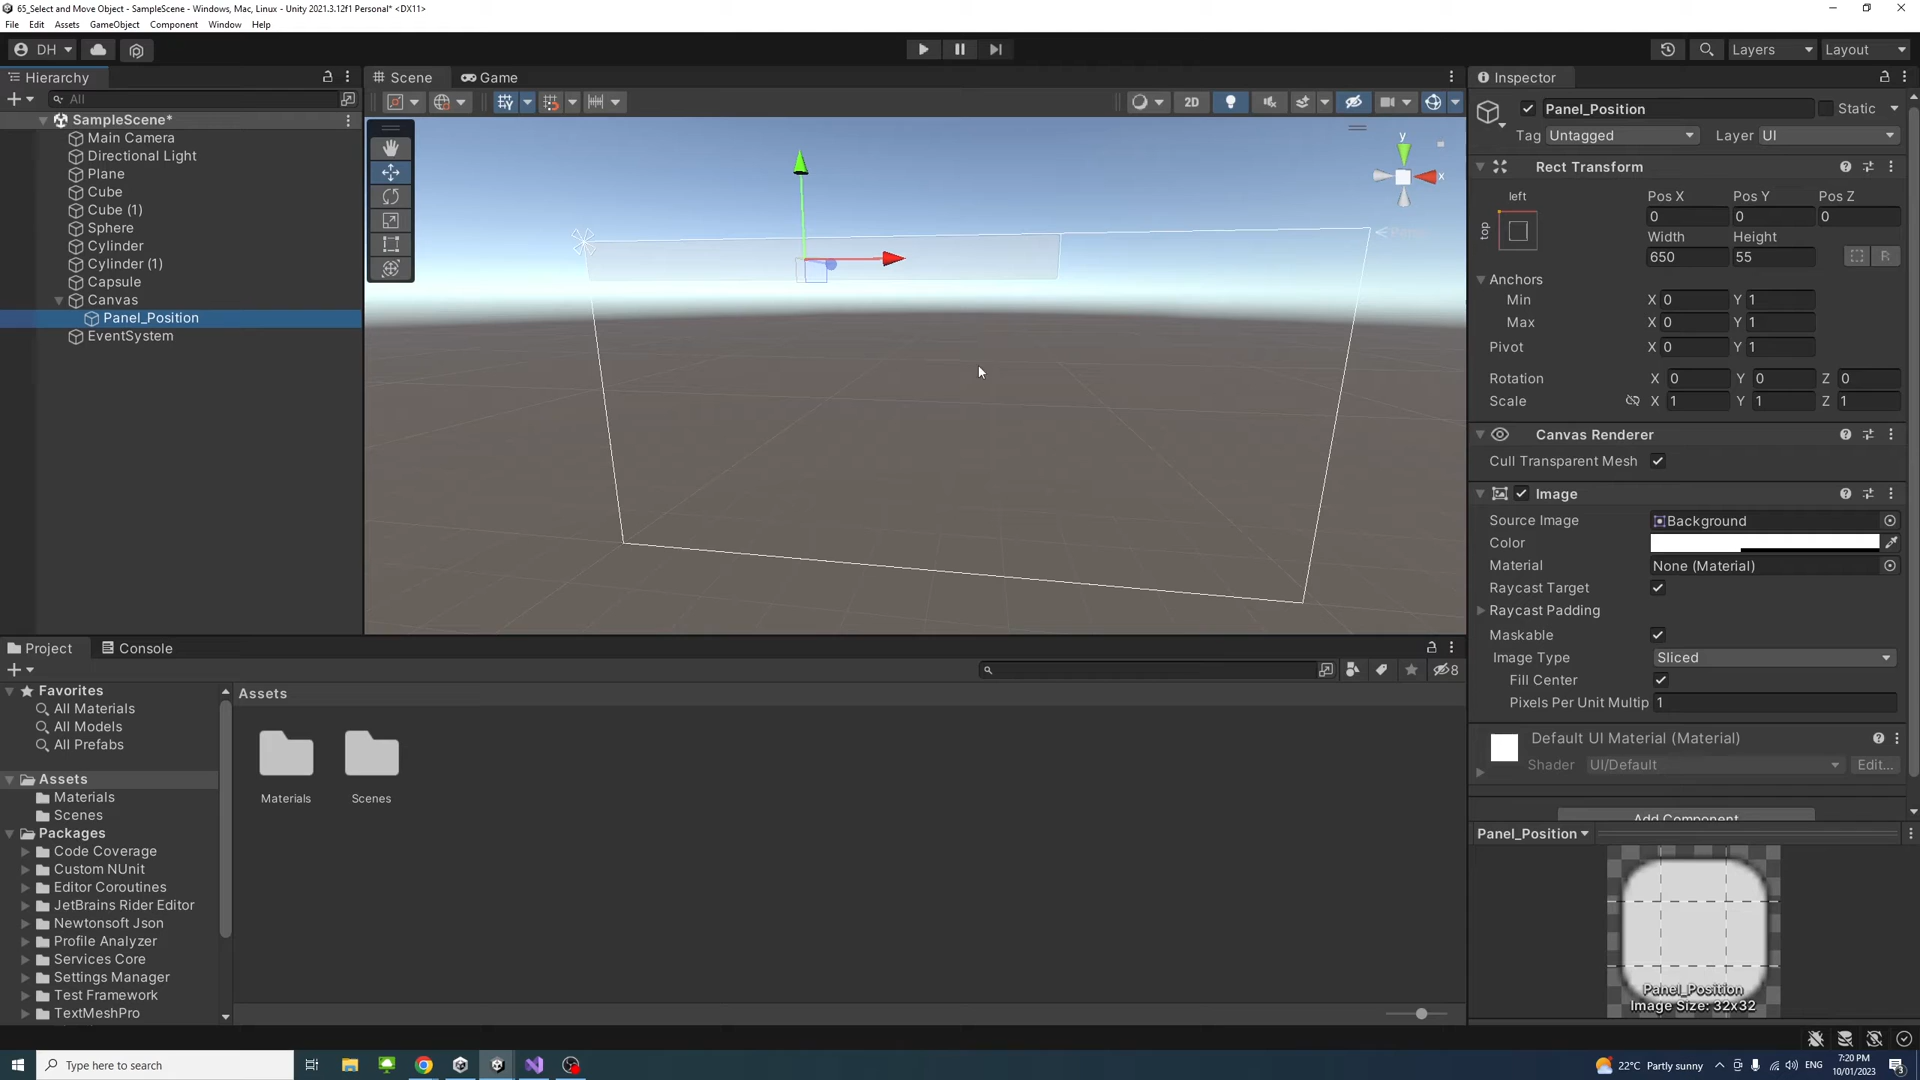 65_Select and Move Object - SampleScene - Windows, Mac, Linux - Unity 2021.3.12f1 Personal* <DX11>
File Edit Assets GameObject Component Window Help
DH Layers Layout
Hierarchy
All
SampleScene*
Main Camera
Directional Light
Plane
Cube
Cube (1)
Sphere
Cylinder
Cylinder (1)
Capsule
Canvas
Panel_Position
EventSystem
Scene Game
2D
y
x
Inspector
Panel_Position Static
Tag Untagged Layer UI
Rect Transform
left Pos X Pos Y Pos Z
top 0 0 0
Width Height
650 55 R
Anchors
Min X 0 Y 1
Max X 0 Y 1
Pivot X 0 Y 1
Rotation X 0 Y 0 Z 0
Scale X 1 Y 1 Z 1
Canvas Renderer
Cull Transparent Mesh
Image
Source Image Background
Color
Material None (Material)
Raycast Target
Raycast Padding
Maskable
Image Type Sliced
Fill Center
Pixels Per Unit Multip 1
Default UI Material (Material)
Shader UI/Default Edit...
Add Component
Panel_Position
Panel_Position
Image Size: 32x32
Project Console
8
Favorites
All Materials
All Models
All Prefabs
Assets
Materials
Scenes
Packages
Code Coverage
Custom NUnit
Editor Coroutines
JetBrains Rider Editor
Newtonsoft Json
Profile Analyzer
Services Core
Settings Manager
Test Framework
TextMeshPro
Assets
Materials Scenes
Type here to search
22°C Partly sunny ENG
7:20 PM
10/01/2023
3